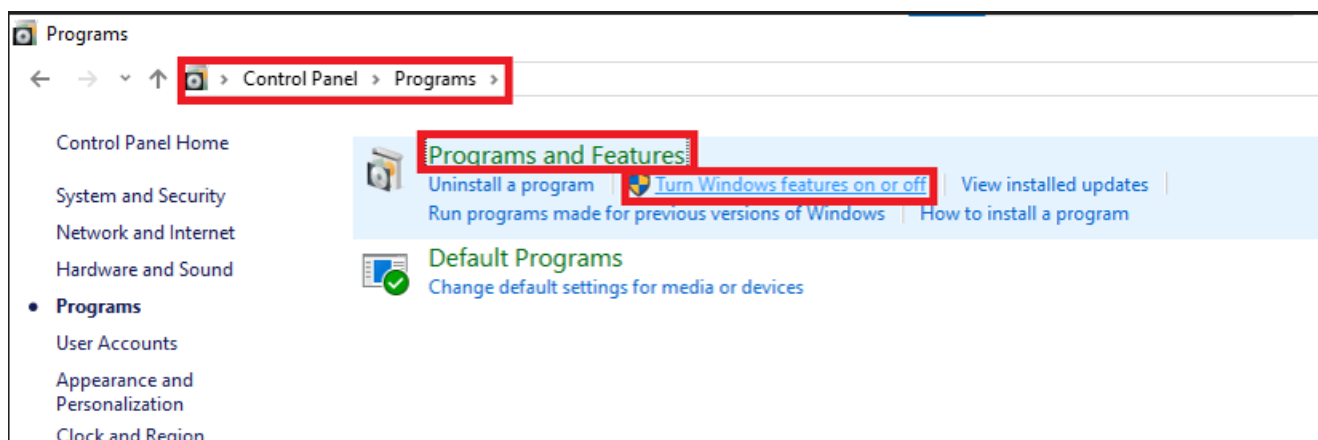 Programs
Control Panel > Programs >
Control Panel Home
System and Security
Network and Internet
Hardware and Sound
• Programs
User Accounts
Appearance and
Personalization
Clock and Region
Programs and Features
Uninstall a program | Turn Windows features on or off | View installed updates |
Run programs made for previous versions of Windows | How to install a program
Default Programs
Change default settings for media or devices